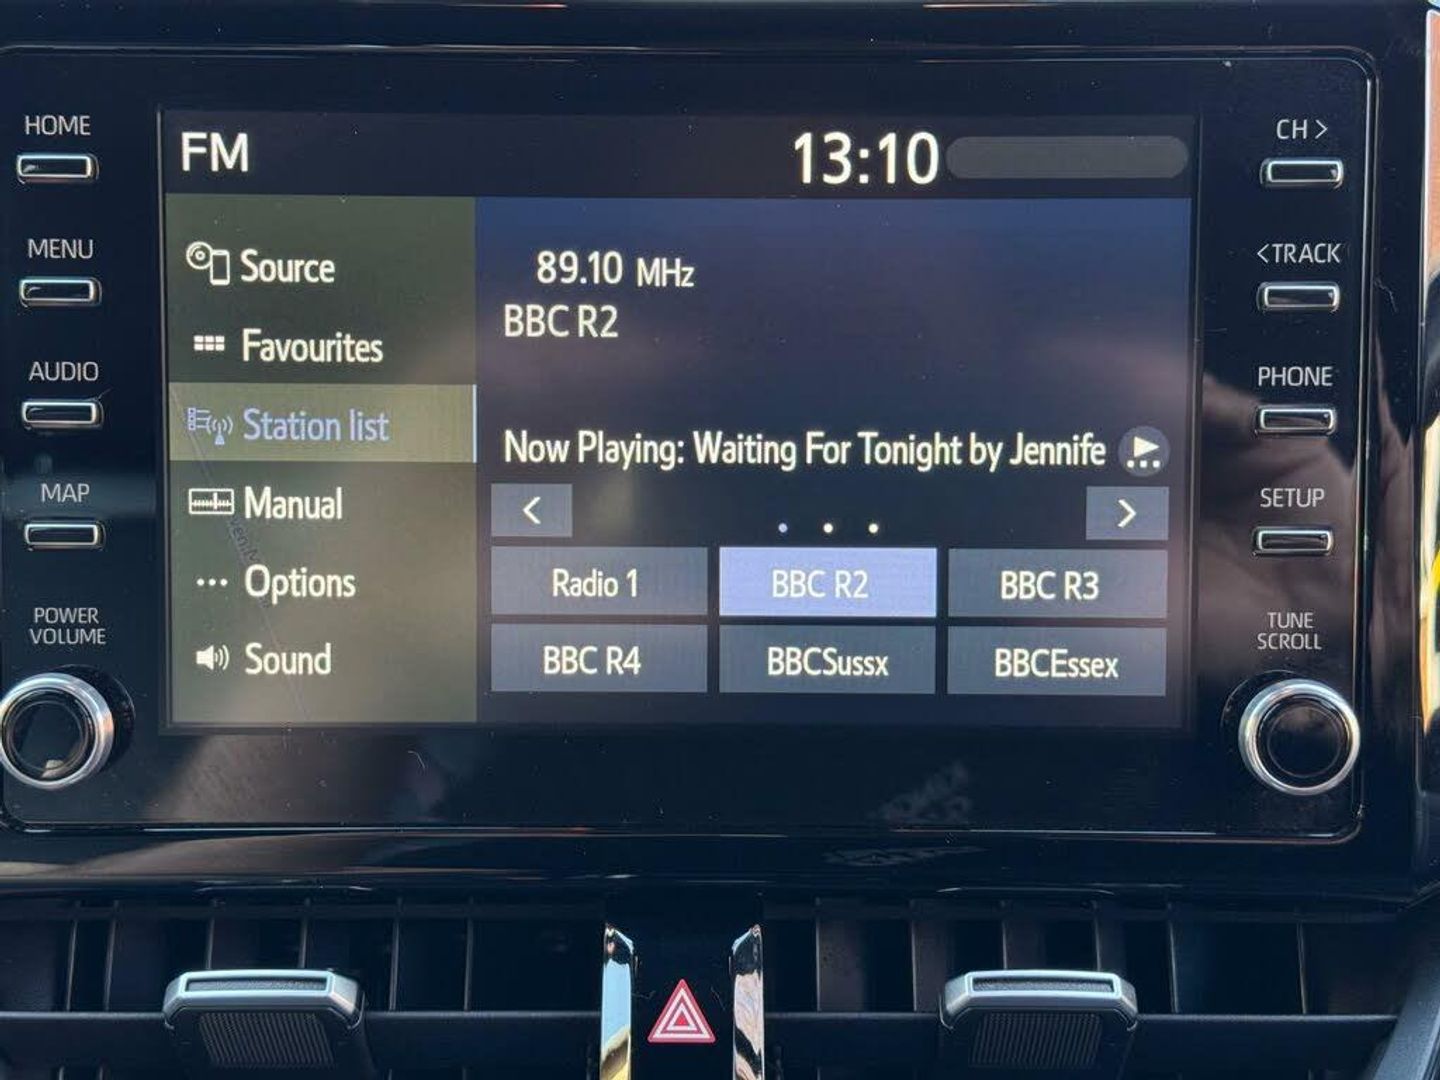 HOME
MENU
AUDIO
MAP
POWER
VOLUME
FM
13:10
Source
Favourites
Station list
Manual
Options
Sound
89.10 MHz
BBC R2
Now Playing: Waiting For Tonight by Jennife
<
>
Radio 1
BBC R2
BBC R3
BBC R4
BBCSussx
BBCEssex
CH >
< TRACK
PHONE
SETUP
TUNE
SCROLL